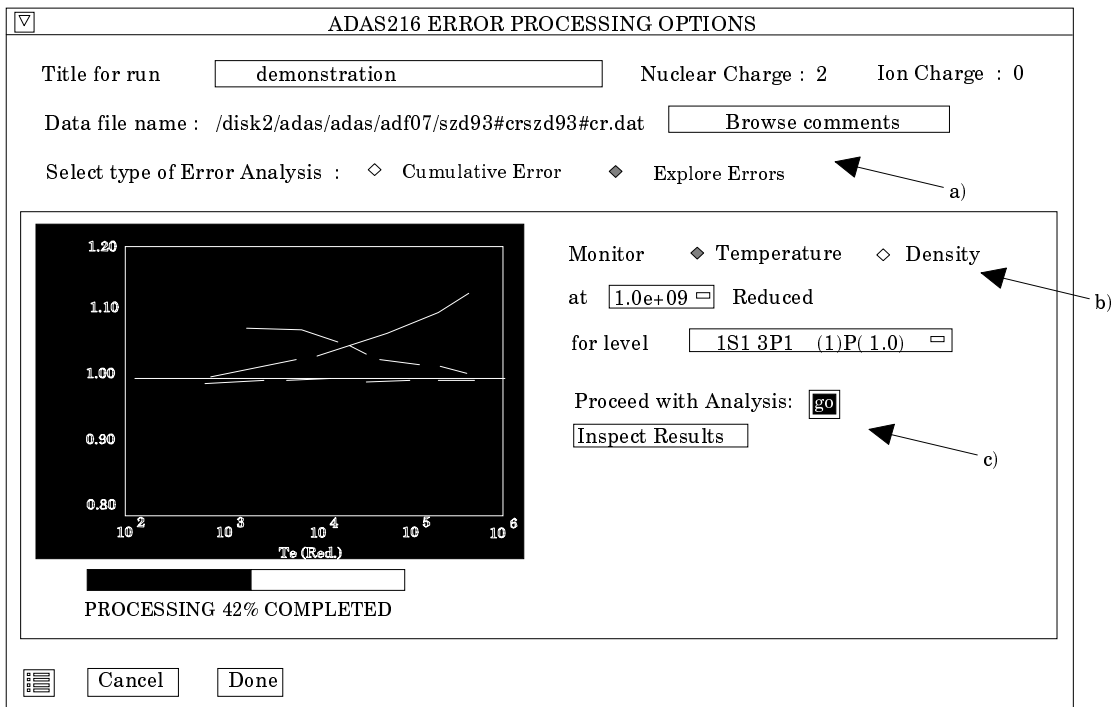 ADAS216 ERROR PROCESSING OPTIONS
Title for run demonstration Nuclear Charge : 2 Ion Charge : 0
Data file name : /disk2/adas/adas/adf07/szd93#crszd93#cr.dat Browse comments
Select type of Error Analysis : Cumulative Error Explore Errors
a)
1.20
1.10
1.00
0.90
0.80
10 2 10 3 10 4 10 5 10 6
Te (Red.)
PROCESSING 42% COMPLETED
Monitor Temperature Density
b)
at 1.0e+09 Reduced
for level 1S1 3P1 (1)P( 1.0)
Proceed with Analysis: go
Inspect Results
c)
Cancel Done